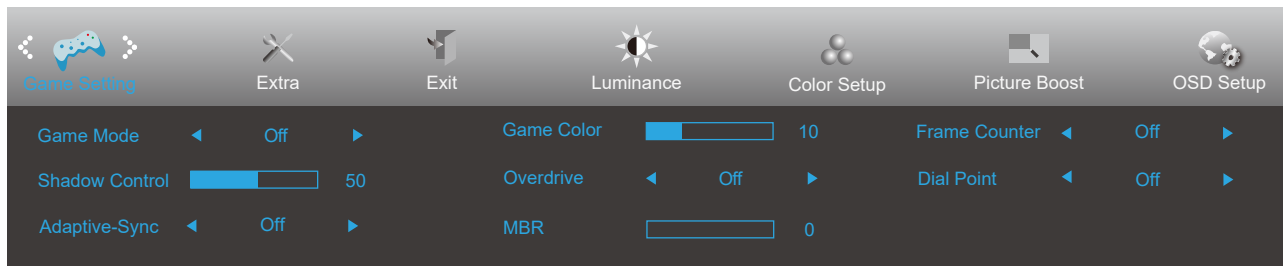 Game Setting Extra Exit Luminance Color Setup Picture Boost OSD Setup
Game Mode Off Game Color 10 Frame Counter Off
Shadow Control 50 Overdrive Off Dial Point Off
Adaptive-Sync Off MBR 0